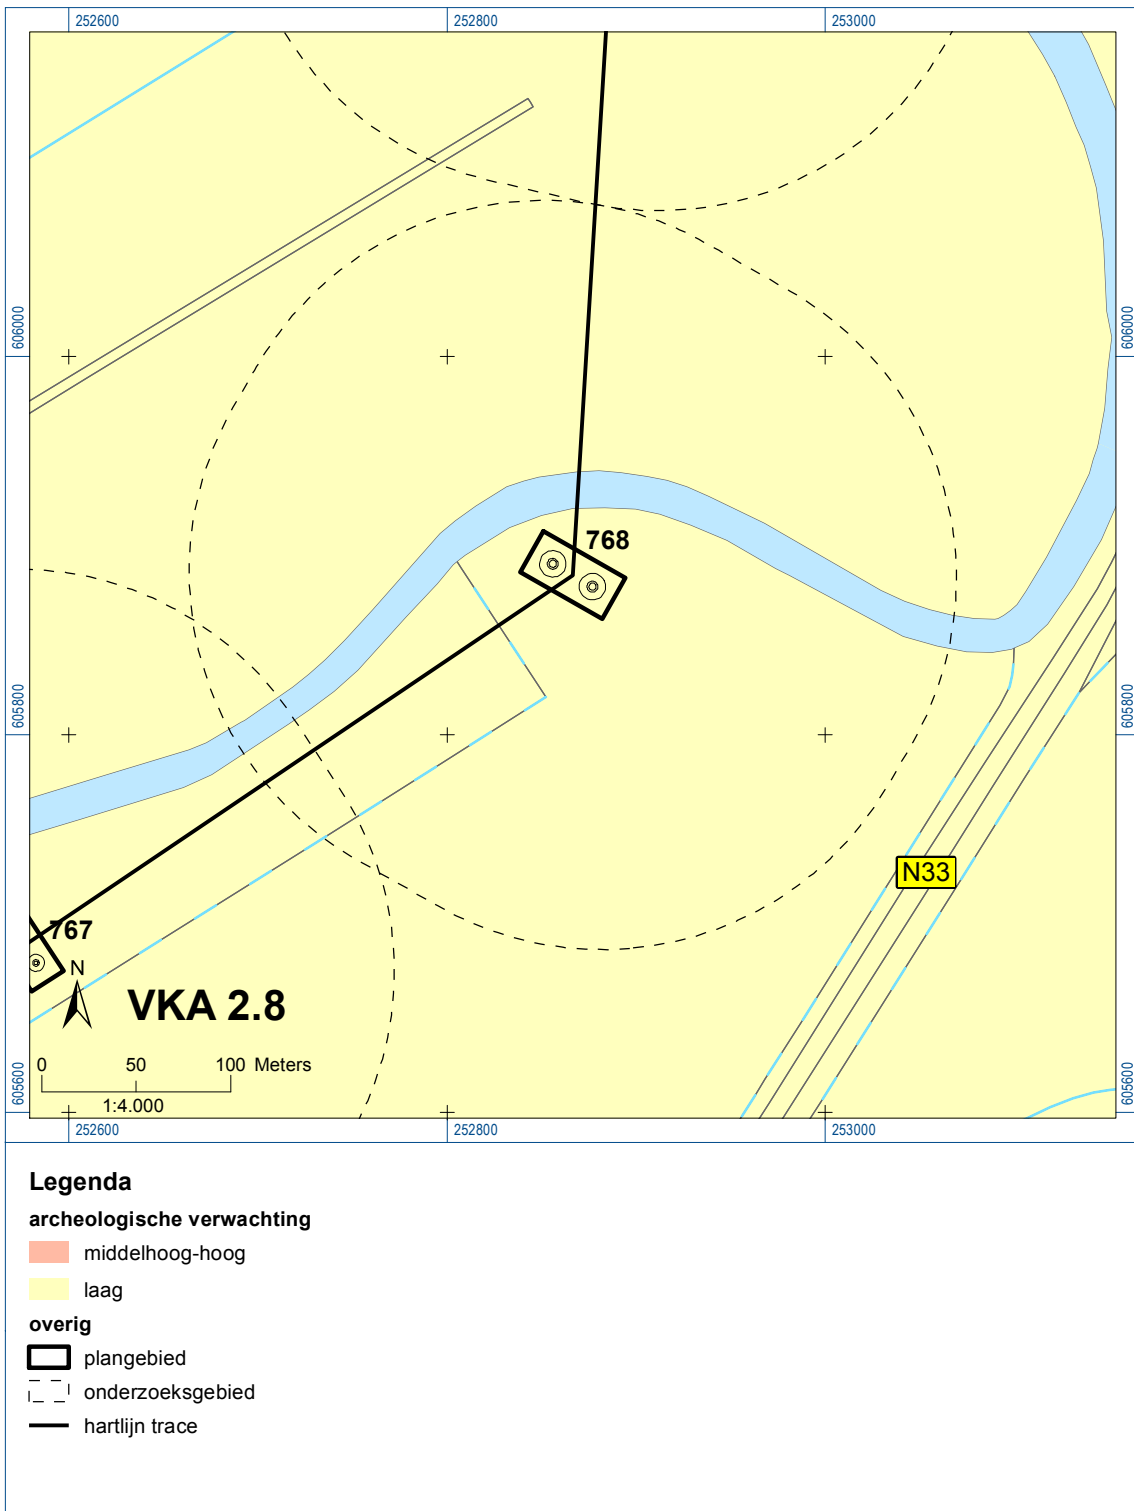 252600 252800 253000
606000 606000
768
605800 605800
N33
767
N
VKA 2.8
0 50 100 Meters
1:4.000
605600 605600
252600 252800 253000
Legenda
archeologische verwachting
middelhoog-hoog
laag
overig
plangebied
onderzoeksgebied
hartlijn trace